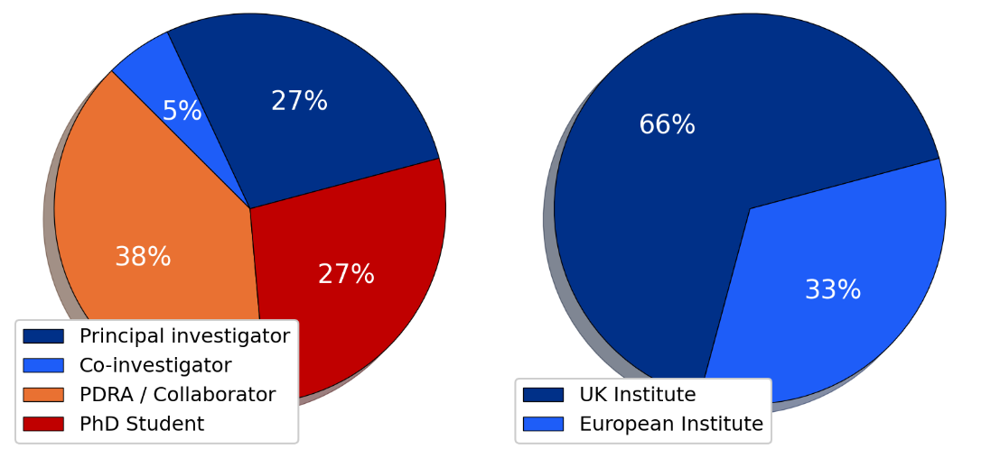 27%
5%
38%
27%
Principal investigator
Co-investigator
PDRA / Collaborator
PhD Student
66%
33%
UK Institute
European Institute